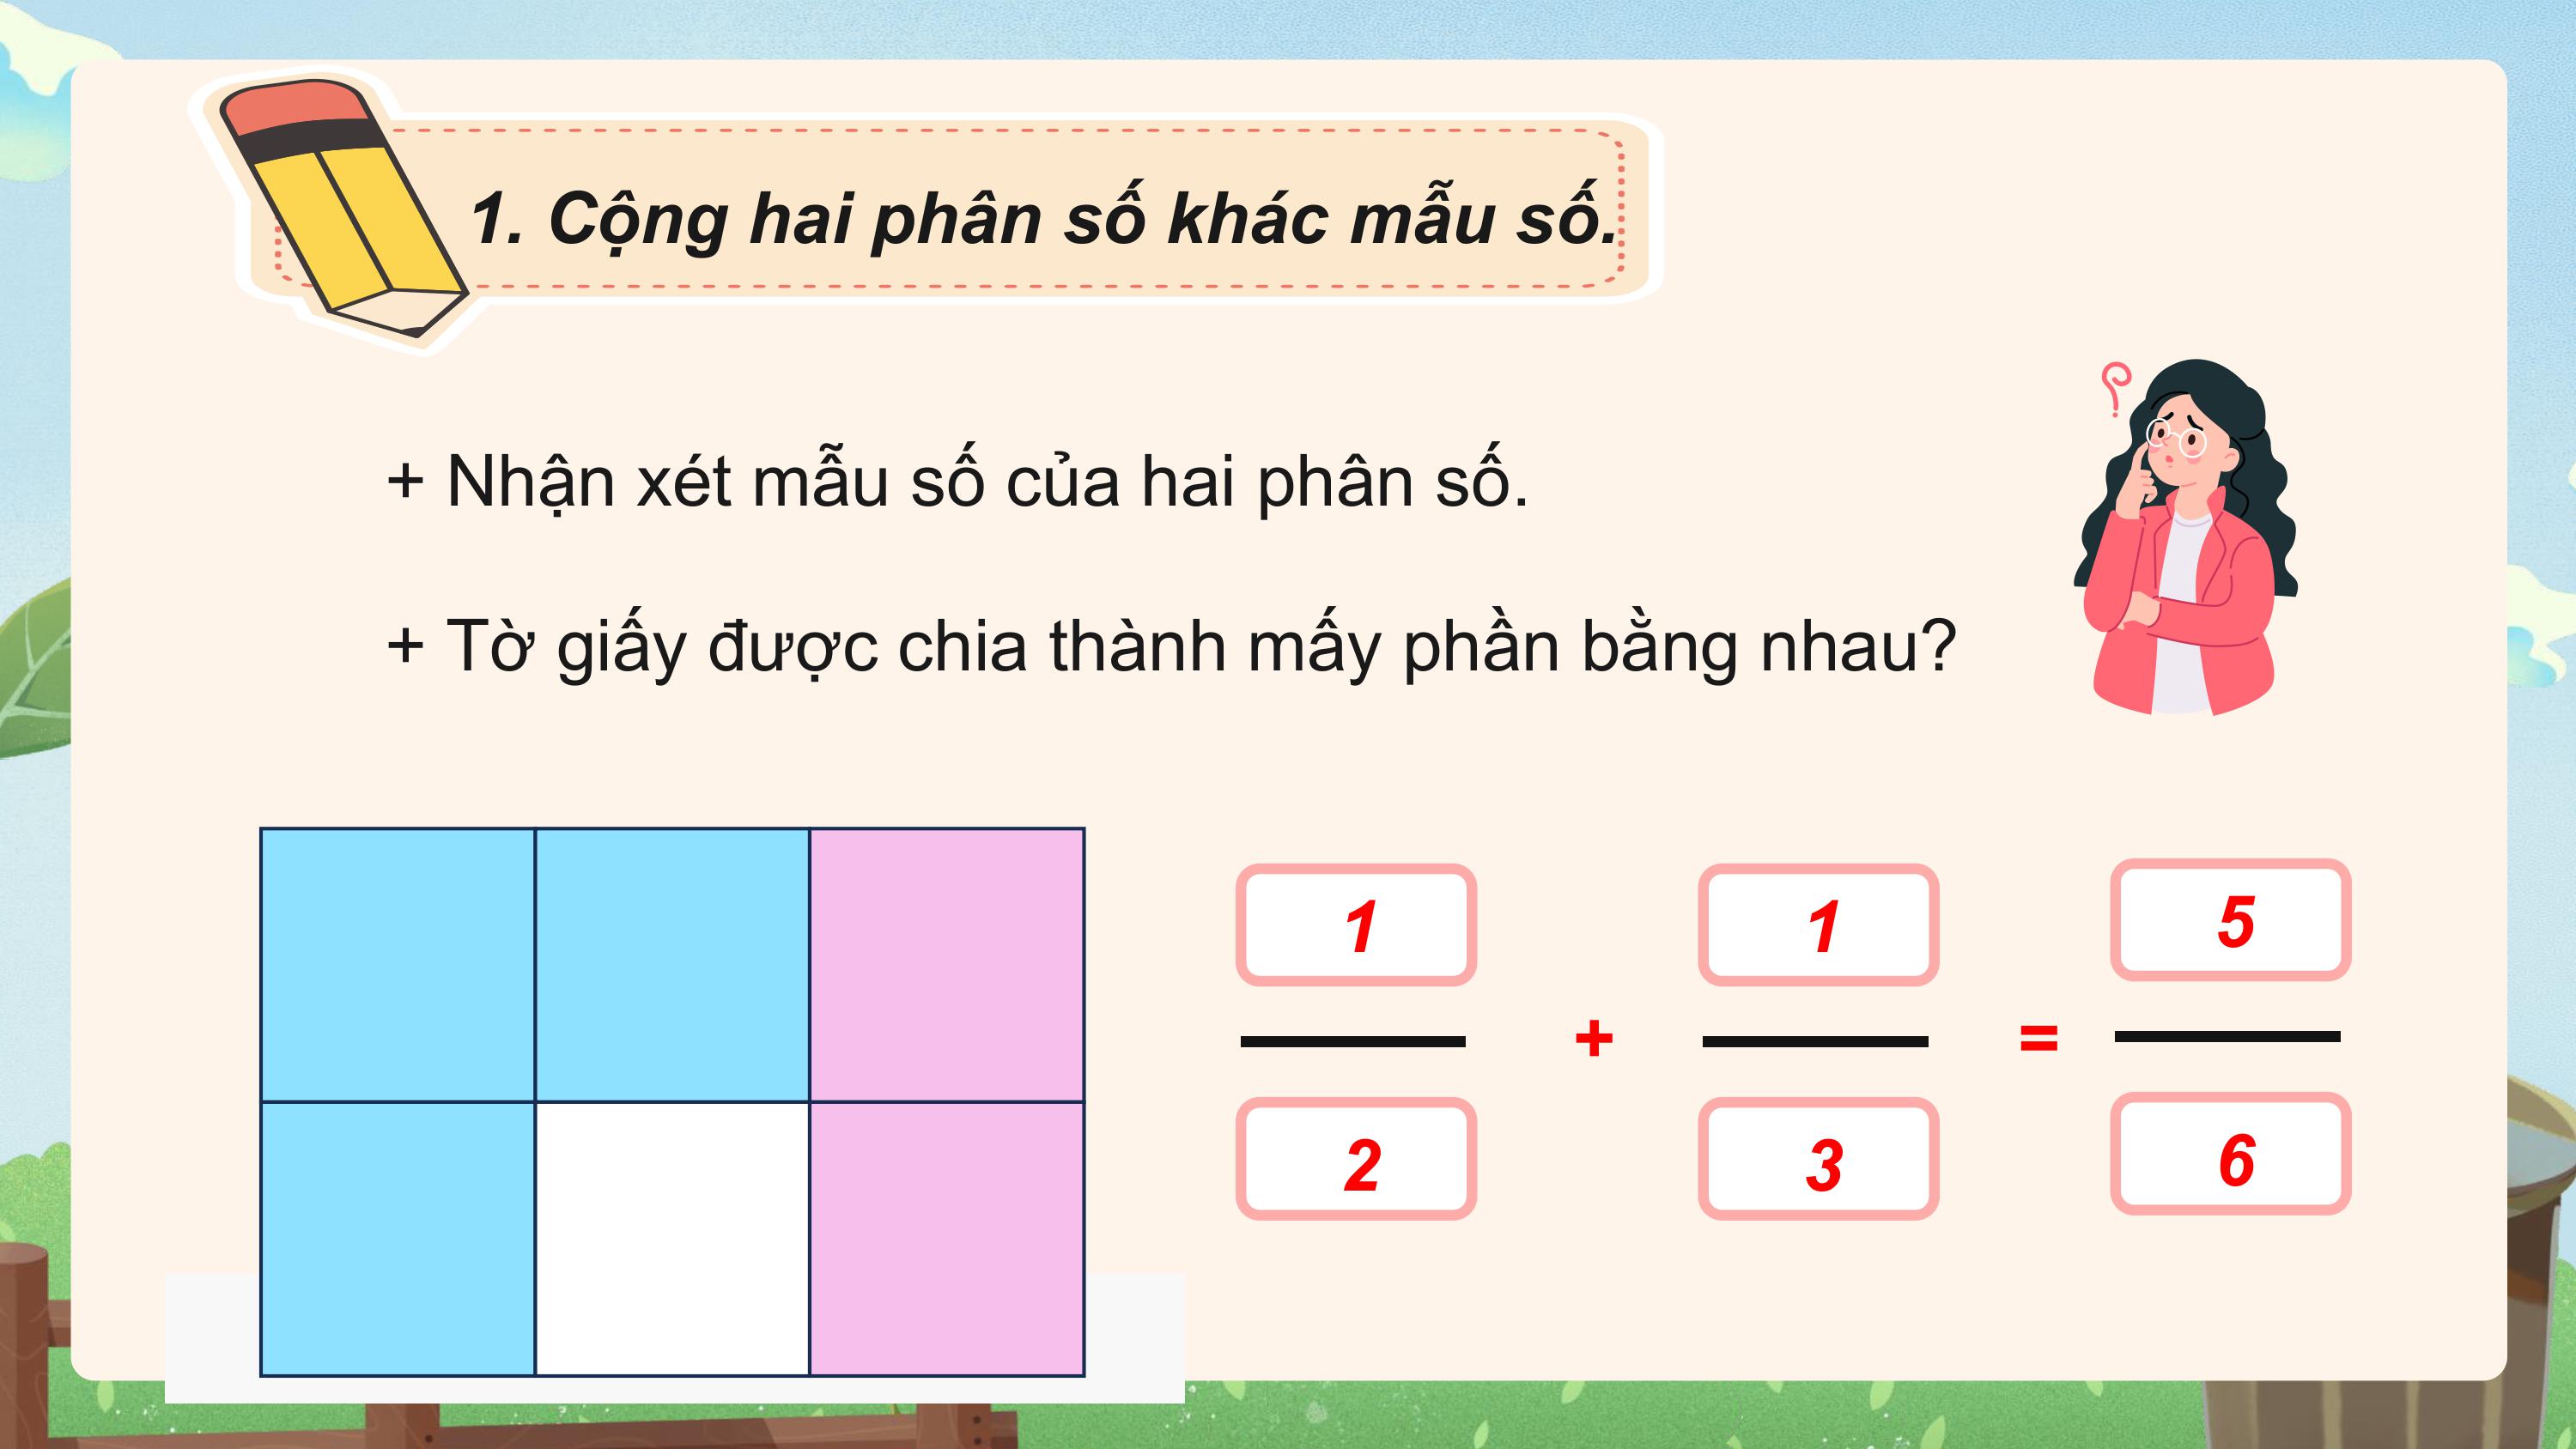 1. Cộng hai phân số khác mẫu số.
+ Nhận xét mẫu số của hai phân số.
+ Tờ giấy được chia thành mấy phần bằng nhau?
1 1 5
+ =
2 3 6